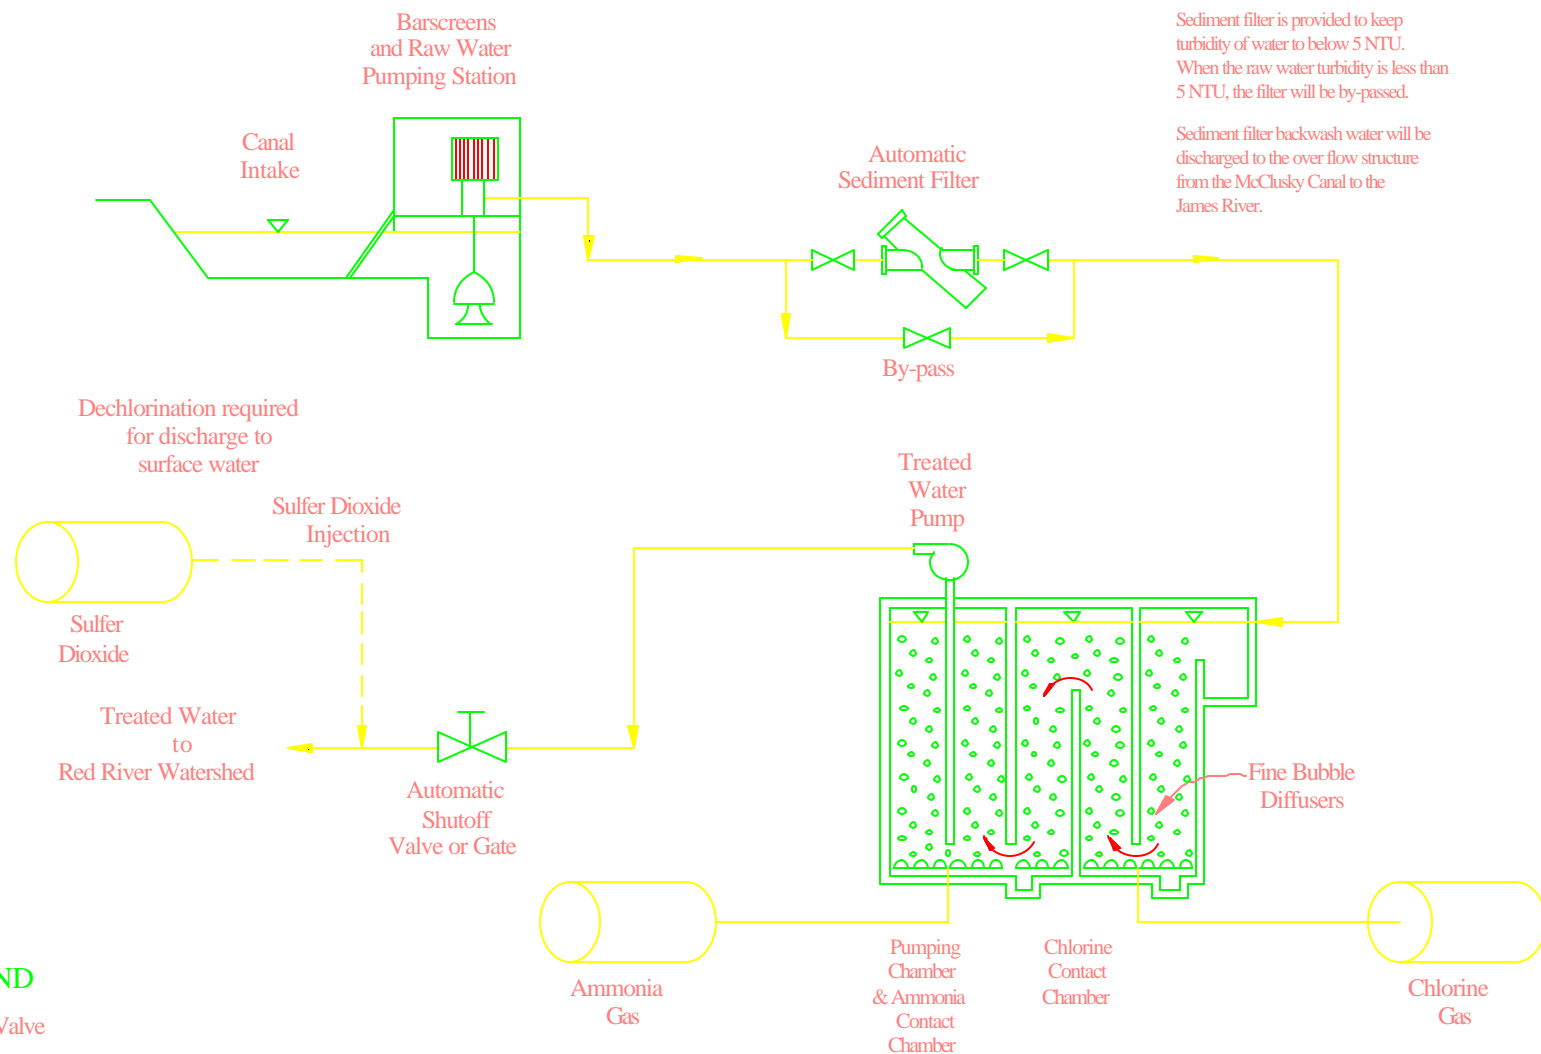 Barscreens
and Raw Water
Pumping Station
Sediment filter is provided to keep
turbidity of water to below 5 NTU.
When the raw water turbidity is less than
5 NTU, the filter will be by-passed.
Sediment filter backwash water will be
discharged to the over flow structure
from the McClusky Canal to the
James River.
Canal
Intake
Automatic
Sediment Filter
By-pass
Dechlorination required
for discharge to
surface water
Sulfer Dioxide
Injection
Treated
Water
Pump
Sulfer
Dioxide
Treated Water
to
Red River Watershed
Automatic
Shutoff
Valve or Gate
Fine Bubble
Diffusers
Ammonia
Gas
Pumping
Chamber
& Ammonia
Contact
Chamber
Chlorine
Contact
Chamber
Chlorine
Gas
ND
Valve